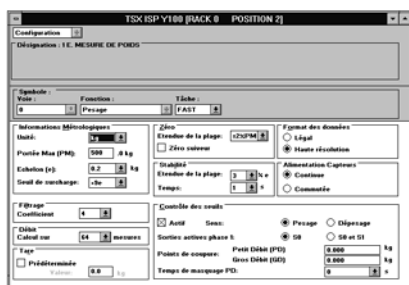 TSX ISP Y100 [RACK 0 POSITION 2]
Configuration
Désignation : 1 E. MESURE DE POIDS
Symbole :
Voie : Fonction : Tâche :
0 Pesage FAST
Informations Métrologiques
Unité:
Portée Max (PM): 500 .0 kg
Echelon (e): 0.2 kg
Seuil de surcharge: +9e
Zéro
Etendue de la plage: ±2%PM
Zéro suiveur
Stabilité
Etendue de la plage: 3
Temps: 1 s
Format des données
Légal
Haute résolution
Alimentation Capteurs
Continue
Commutée
Filtrage
Coefficient 4
Débit
Calcul sur 64 mesures
Tare
Prédéterminée
Valeur: 0.0 kg
Contrôle des seuils
Actif Sens: Pesage Dépesage
Sorties actives phase 1: S0 S0 et S1
Points de coupure: Petit Débit (PD) 0.000 kg
Gros Débit (GD) 0.000 kg
Temps de masquage PD: 0 s